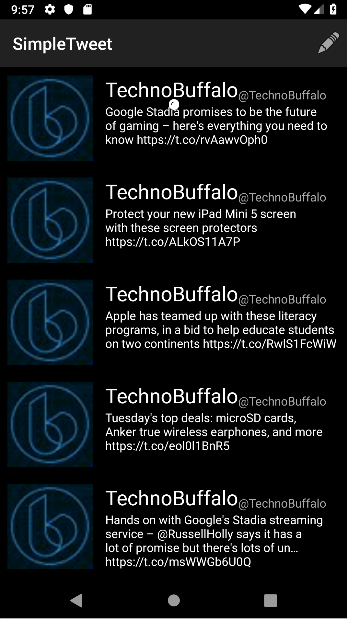 9:57
SimpleTweet
TechnoBuffalo@TechnoBuffalo
Google Stadia promises to be the future
of gaming – here's everything you need to
know https://t.co/rvAawvOph0
TechnoBuffalo@TechnoBuffalo
Protect your new iPad Mini 5 screen
with these screen protectors
https://t.co/ALkOS11A7P
TechnoBuffalo@TechnoBuffalo
Apple has teamed up with these literacy
programs, in a bid to help educate students
on two continents https://t.co/RwlS1FcWiW
TechnoBuffalo@TechnoBuffalo
Tuesday's top deals: microSD cards,
Anker true wireless earphones, and more
https://t.co/eol0l1BnR5
TechnoBuffalo@TechnoBuffalo
Hands on with Google's Stadia streaming
service – @RussellHolly says it has a
lot of promise but there's lots of un…
https://t.co/msWWGb6U0Q